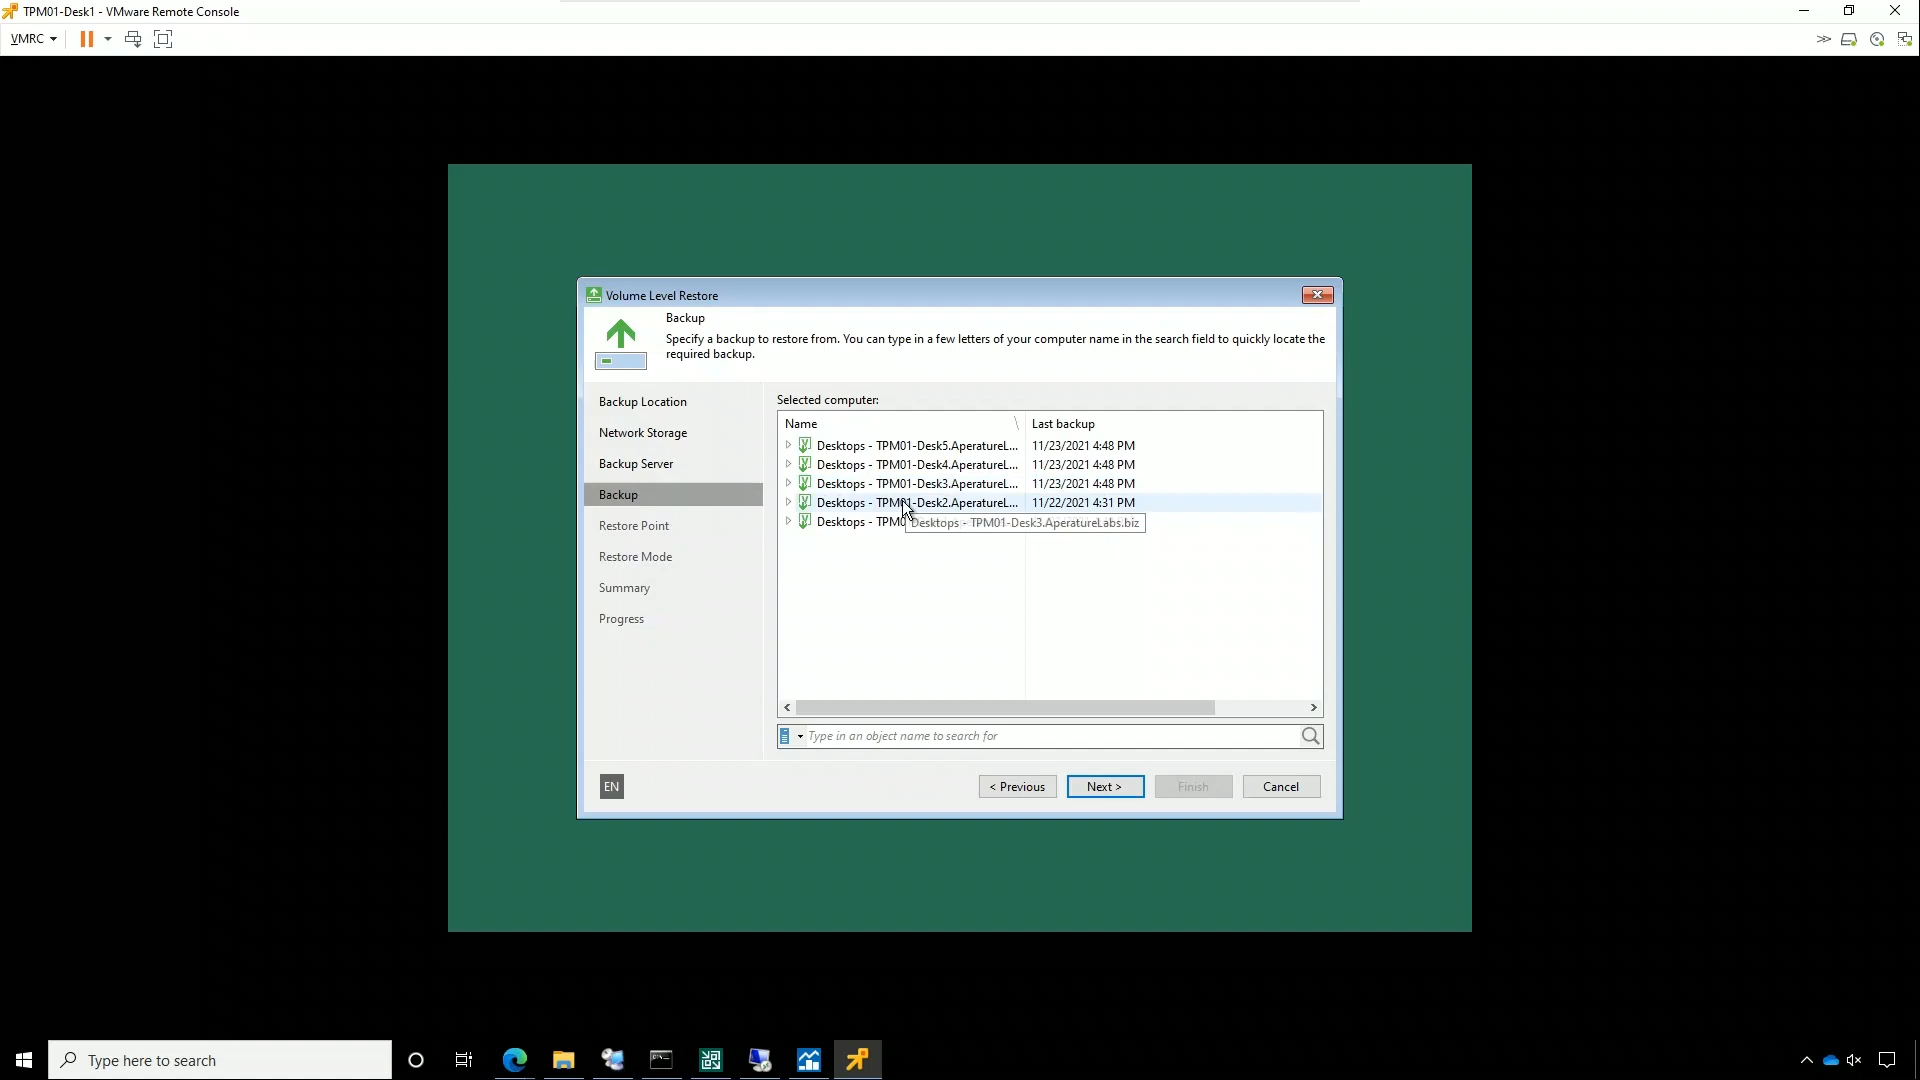 TPM01-Desk1 - VMware Remote Console
VMRC
Volume Level Restore
Backup
Specify a backup to restore from. You can type in a few letters of your computer name in the search field to quickly locate the
required backup.
Backup Location
Network Storage
Backup Server
Backup
Restore Point
Restore Mode
Summary
Progress
Selected computer:
Name
Last backup
Desktops - TPM01-Desk5.AperatureL... 11/23/2021 4:48 PM
Desktops - TPM01-Desk4.AperatureL... 11/23/2021 4:48 PM
Desktops - TPM01-Desk3.AperatureL... 11/23/2021 4:48 PM
Desktops - TPM01-Desk2.AperatureL... 11/22/2021 4:31 PM
Desktops - TPM0
Desktops - TPM01-Desk3.AperatureLabs.biz
Type in an object name to search for
EN
< Previous
Next >
Finish
Cancel
Type here to search